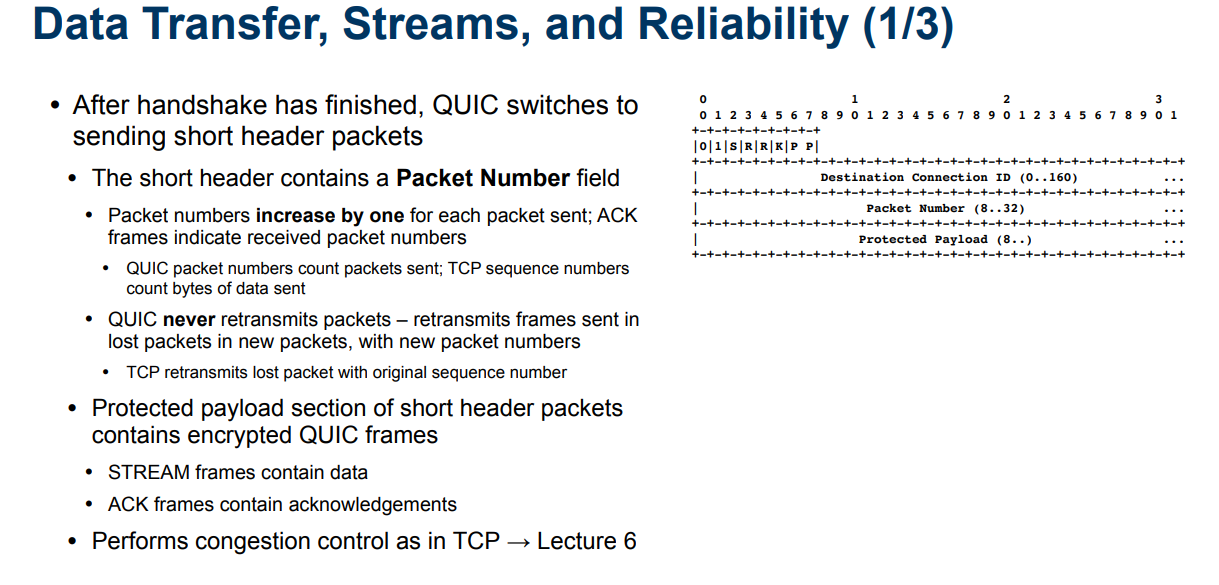 Data Transfer, Streams, and Reliability (1/3)
• After handshake has finished, QUIC switches to
sending short header packets
• The short header contains a Packet Number field
• Packet numbers increase by one for each packet sent; ACK
frames indicate received packet numbers
• QUIC packet numbers count packets sent; TCP sequence numbers
count bytes of data sent
• QUIC never retransmits packets – retransmits frames sent in
lost packets in new packets, with new packet numbers
• TCP retransmits lost packet with original sequence number
• Protected payload section of short header packets
contains encrypted QUIC frames
• STREAM frames contain data
• ACK frames contain acknowledgements
• Performs congestion control as in TCP → Lecture 6
0                   1                   2                   3
0 1 2 3 4 5 6 7 8 9 0 1 2 3 4 5 6 7 8 9 0 1 2 3 4 5 6 7 8 9 0 1
+-+-+-+-+-+-+-+-+
|0|1|S|R|R|K|P P|
+-+-+-+-+-+-+-+-+-+-+-+-+-+-+-+-+-+-+-+-+-+-+-+-+-+-+-+-+-+-+-+-+
|                Destination Connection ID (0..160)           ...
+-+-+-+-+-+-+-+-+-+-+-+-+-+-+-+-+-+-+-+-+-+-+-+-+-+-+-+-+-+-+-+-+
|                      Packet Number (8..32)                  ...
+-+-+-+-+-+-+-+-+-+-+-+-+-+-+-+-+-+-+-+-+-+-+-+-+-+-+-+-+-+-+-+-+
|                     Protected Payload (8..)                 ...
+-+-+-+-+-+-+-+-+-+-+-+-+-+-+-+-+-+-+-+-+-+-+-+-+-+-+-+-+-+-+-+-+